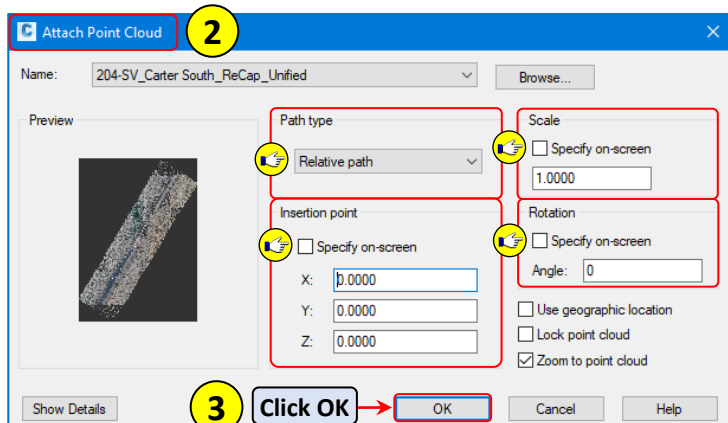 C Attach Point Cloud 2
Name: 204-SV_Carter South_ReCap_Unified Browse...
Preview
Path type
Relative path
Scale
Specify on-screen
1.0000
Insertion point
Specify on-screen
X: 0.0000
Y: 0.0000
Z: 0.0000
Rotation
Specify on-screen
Angle: 0
Use geographic location
Lock point cloud
Zoom to point cloud
Show Details 3 Click OK OK Cancel Help